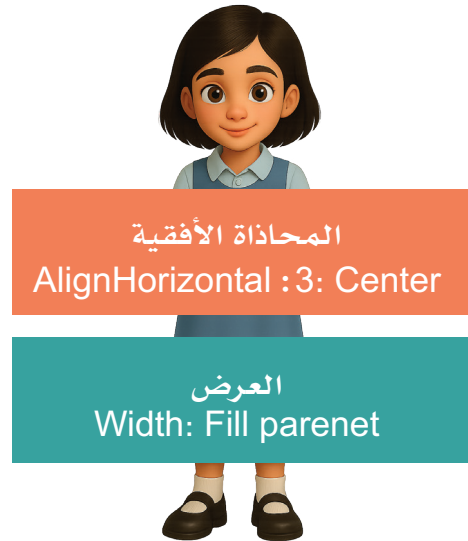 المحاذاة الأفقية
AlignHorizontal :3: Center
العرض
Width: Fill parenet